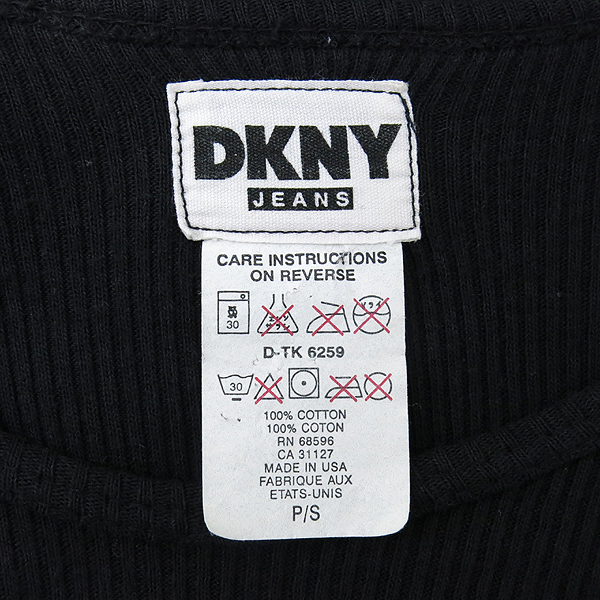 DKNY
JEANS
CARE INSTRUCTIONS
ON REVERSE
30
D-TK 6259
30
100% COTTON
100% COTON
RN 68596
CA 31127
MADE IN USA
FABRIQUE AUX
ETATS-UNIS
P/S